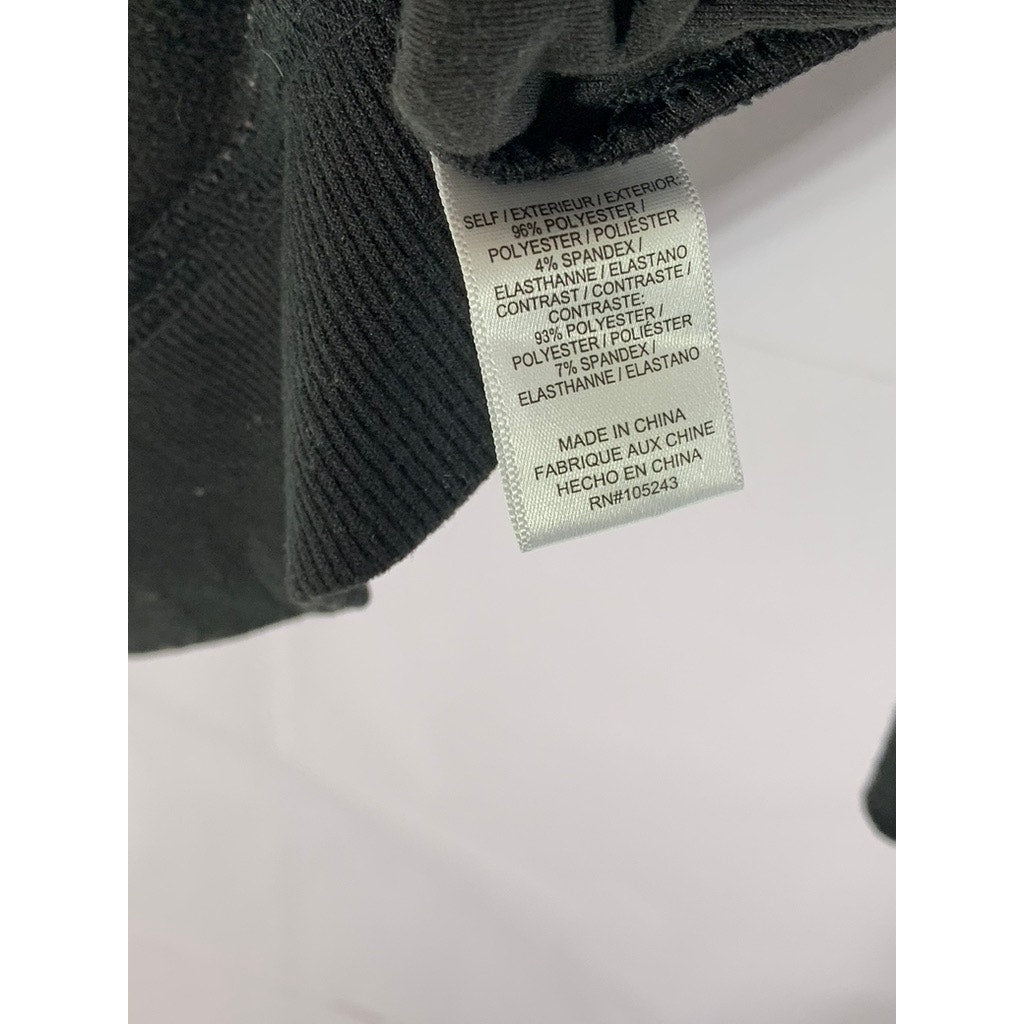 SELF / EXTERIEUR / EXTERIOR:
96% POLYESTER /
POLYESTER / POLIÉSTER
4% SPANDEX /
ELASTHANNE / ELASTANO
CONTRAST / CONTRASTE /
CONTRASTE:
93% POLYESTER /
POLYESTER / POLIÉSTER
7% SPANDEX /
ELASTHANNE / ELASTANO
MADE IN CHINA
FABRIQUE AUX CHINE
HECHO EN CHINA
RN#105243